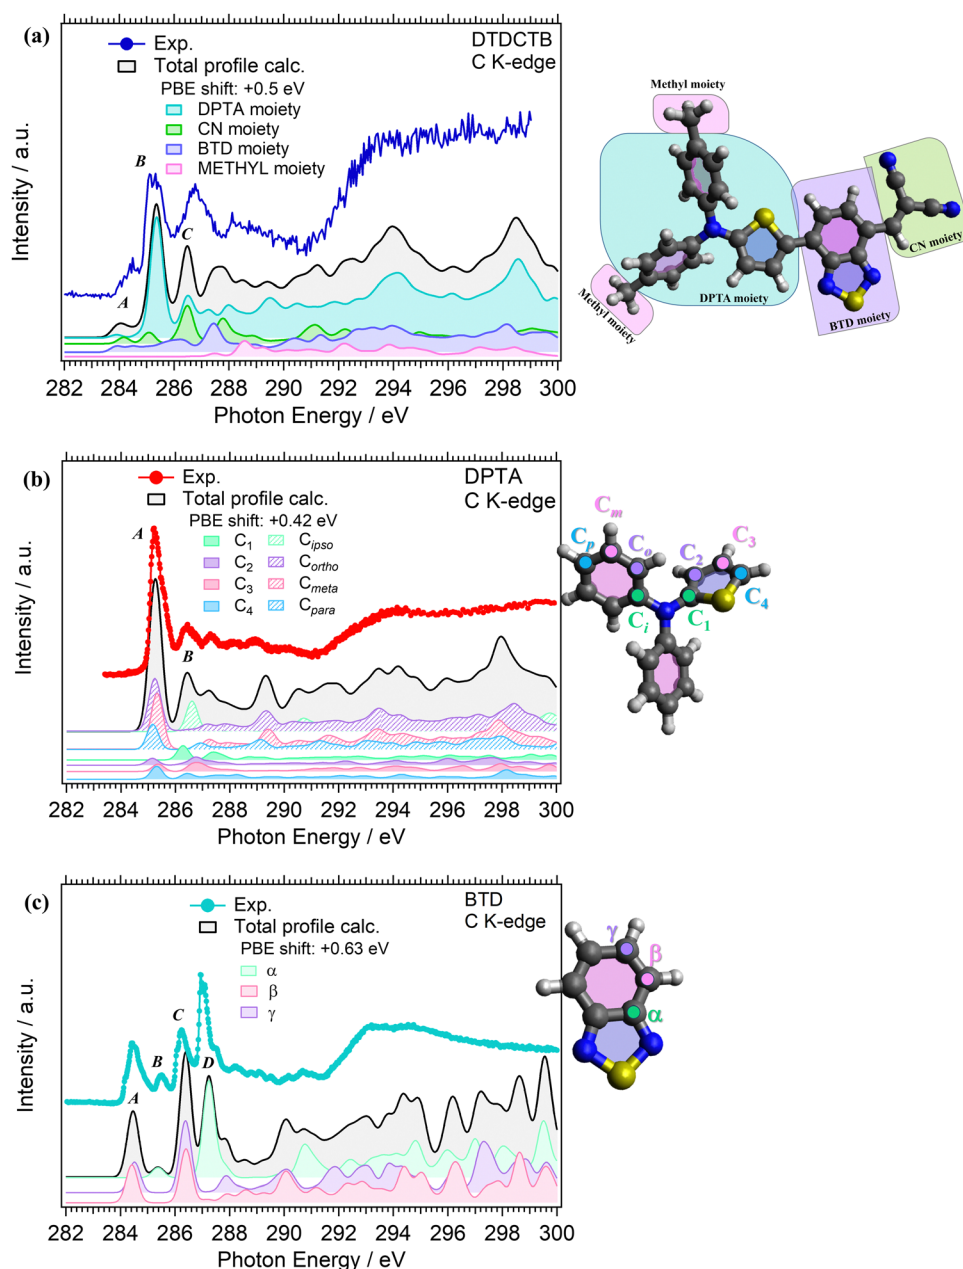 (a)
DTDCTB
C K-edge
Exp.
Total profile calc.
PBE shift: +0.5 eV
DPTA moiety
CN moiety
BTD moiety
METHYL moiety
A
B
C
Intensity / a.u.
282 284 286 288 290 292 294 296 298 300
Photon Energy / eV
Methyl moiety
Methyl moiety
DPTA moiety
BTD moiety
CN moiety
(b)
DPTA
C K-edge
Exp.
Total profile calc.
PBE shift: +0.42 eV
C1 Cipso
C2 Cortho
C3 Cmeta
C4 Cpara
A
B
Intensity / a.u.
282 284 286 288 290 292 294 296 298 300
Photon Energy / eV
Cm
Cp
Co
Ci
C3
C2
C4
C1
(c)
BTD
C K-edge
Exp.
Total profile calc.
PBE shift: +0.63 eV
α
β
γ
A
B
C
D
Intensity / a.u.
282 284 286 288 290 292 294 296 298 300
Photon Energy / eV
γ
β
α